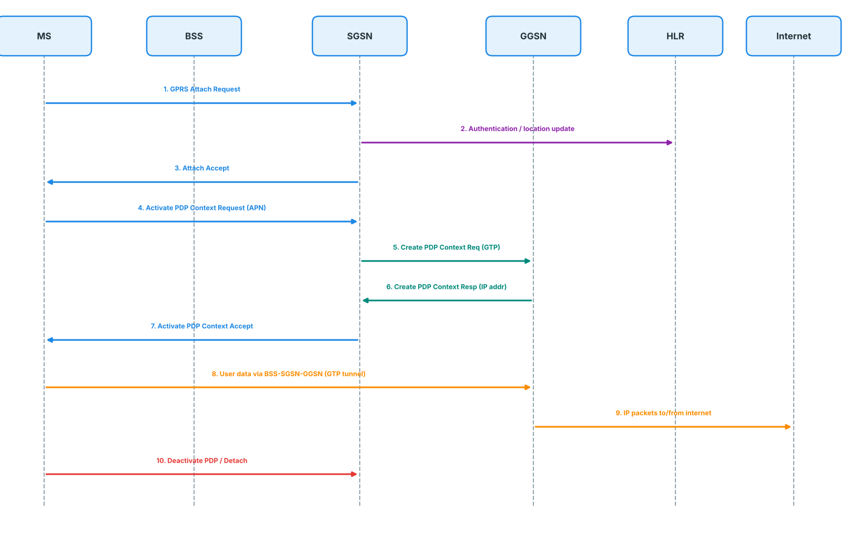 MS
BSS
SGSN
GGSN
HLR
Internet
1. GPRS Attach Request
2. Authentication / location update
3. Attach Accept
4. Activate PDP Context Request (APN)
5. Create PDP Context Req (GTP)
6. Create PDP Context Resp (IP addr)
7. Activate PDP Context Accept
8. User data via BSS-SGSN-GGSN (GTP tunnel)
9. IP packets to/from internet
10. Deactivate PDP / Detach